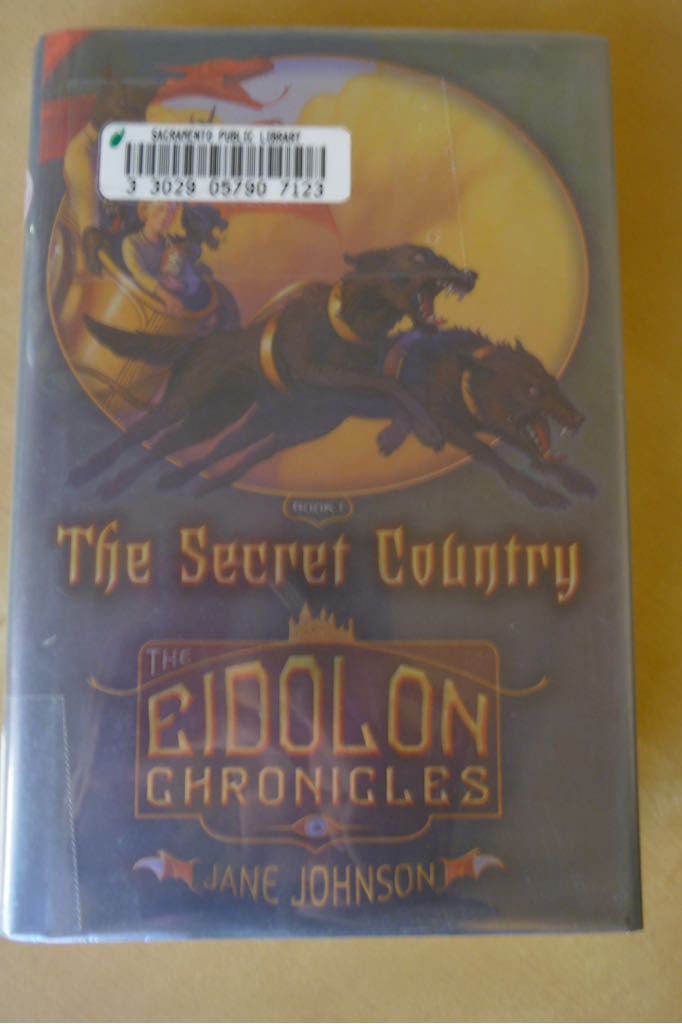 SACRAMENTO PUBLIC LIBRARY
3 3029 05790 7123
BOOK I
The Secret Country
THE
EIDOLON
CHRONICLES
JANE JOHNSON